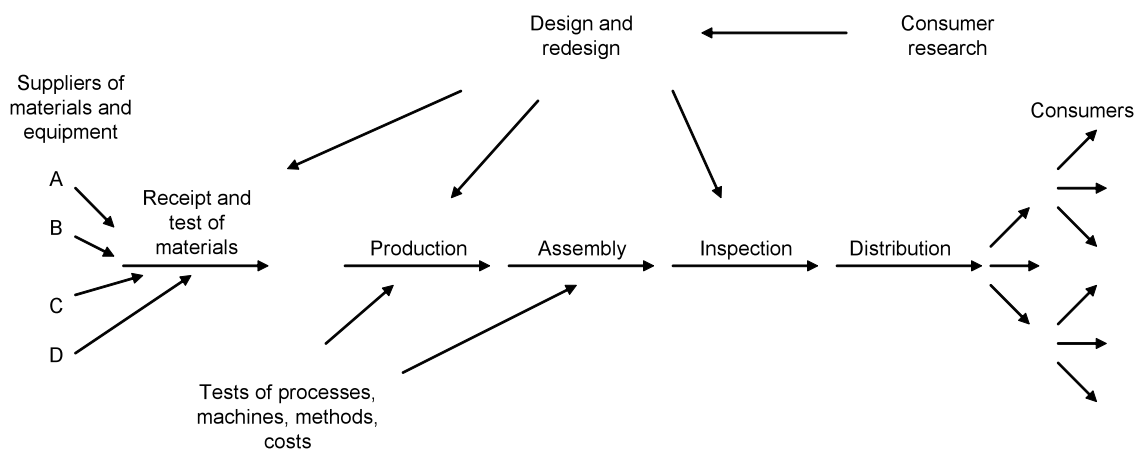 Design and
redesign
Consumer
research
Suppliers of
materials and
equipment
Consumers
A
B
C
D
Receipt and
test of
materials
Production
Assembly
Inspection
Distribution
Tests of processes,
machines, methods,
costs